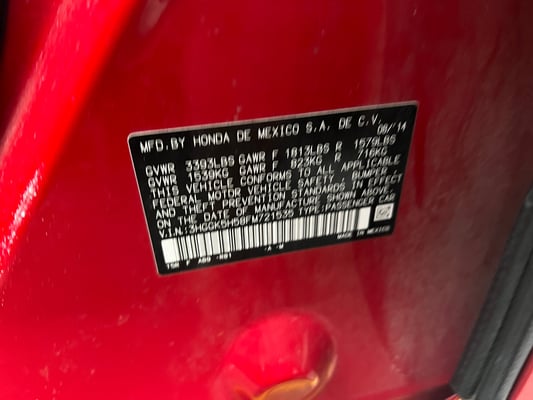 MFD.BY HONDA DE MEXICO S.A. DE C.V. 08/14
GVWR 3393LBS GAWR F 1813LBS R 1579LBS
GVWR 1539KG GAWR F 823KG R 716KG
THIS VEHICLE CONFORMS TO ALL APPLICABLE
FEDERAL MOTOR VEHICLE SAFETY, BUMPER,
AND THEFT PREVENTION STANDARDS IN EFFECT
ON THE DATE OF MANUFACTURE SHOWN ABOVE.
V.I.N.: TYPE:PASSENGER CAR
-A -M
MADE IN MEXICO